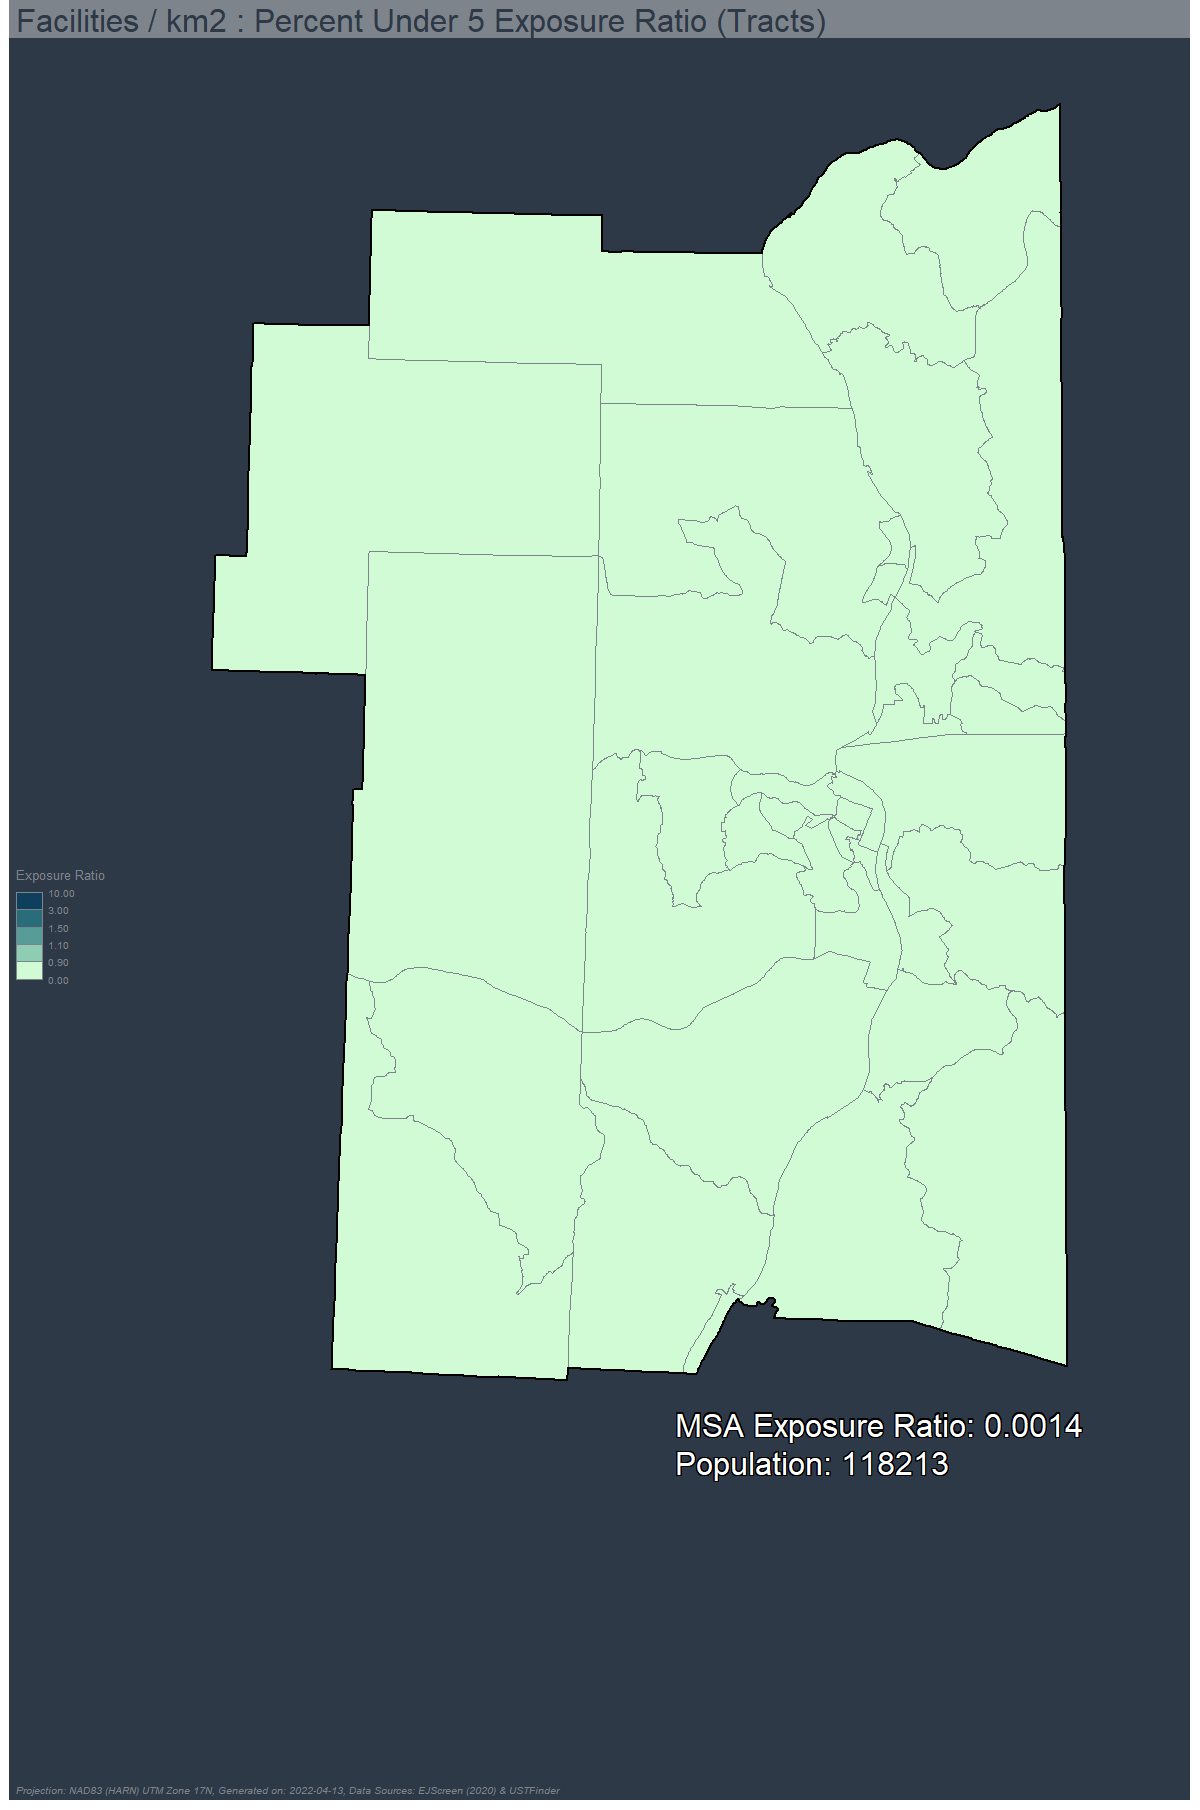 Facilities / km2 : Percent Under 5 Exposure Ratio (Tracts)
Exposure Ratio
10.00
3.00
1.50
1.10
0.90
0.00
MSA Exposure Ratio: 0.0014
Population: 118213
Projection: NAD83 (HARN) UTM Zone 17N, Generated on: 2022-04-13, Data Sources: EJScreen (2020) & USTFinder